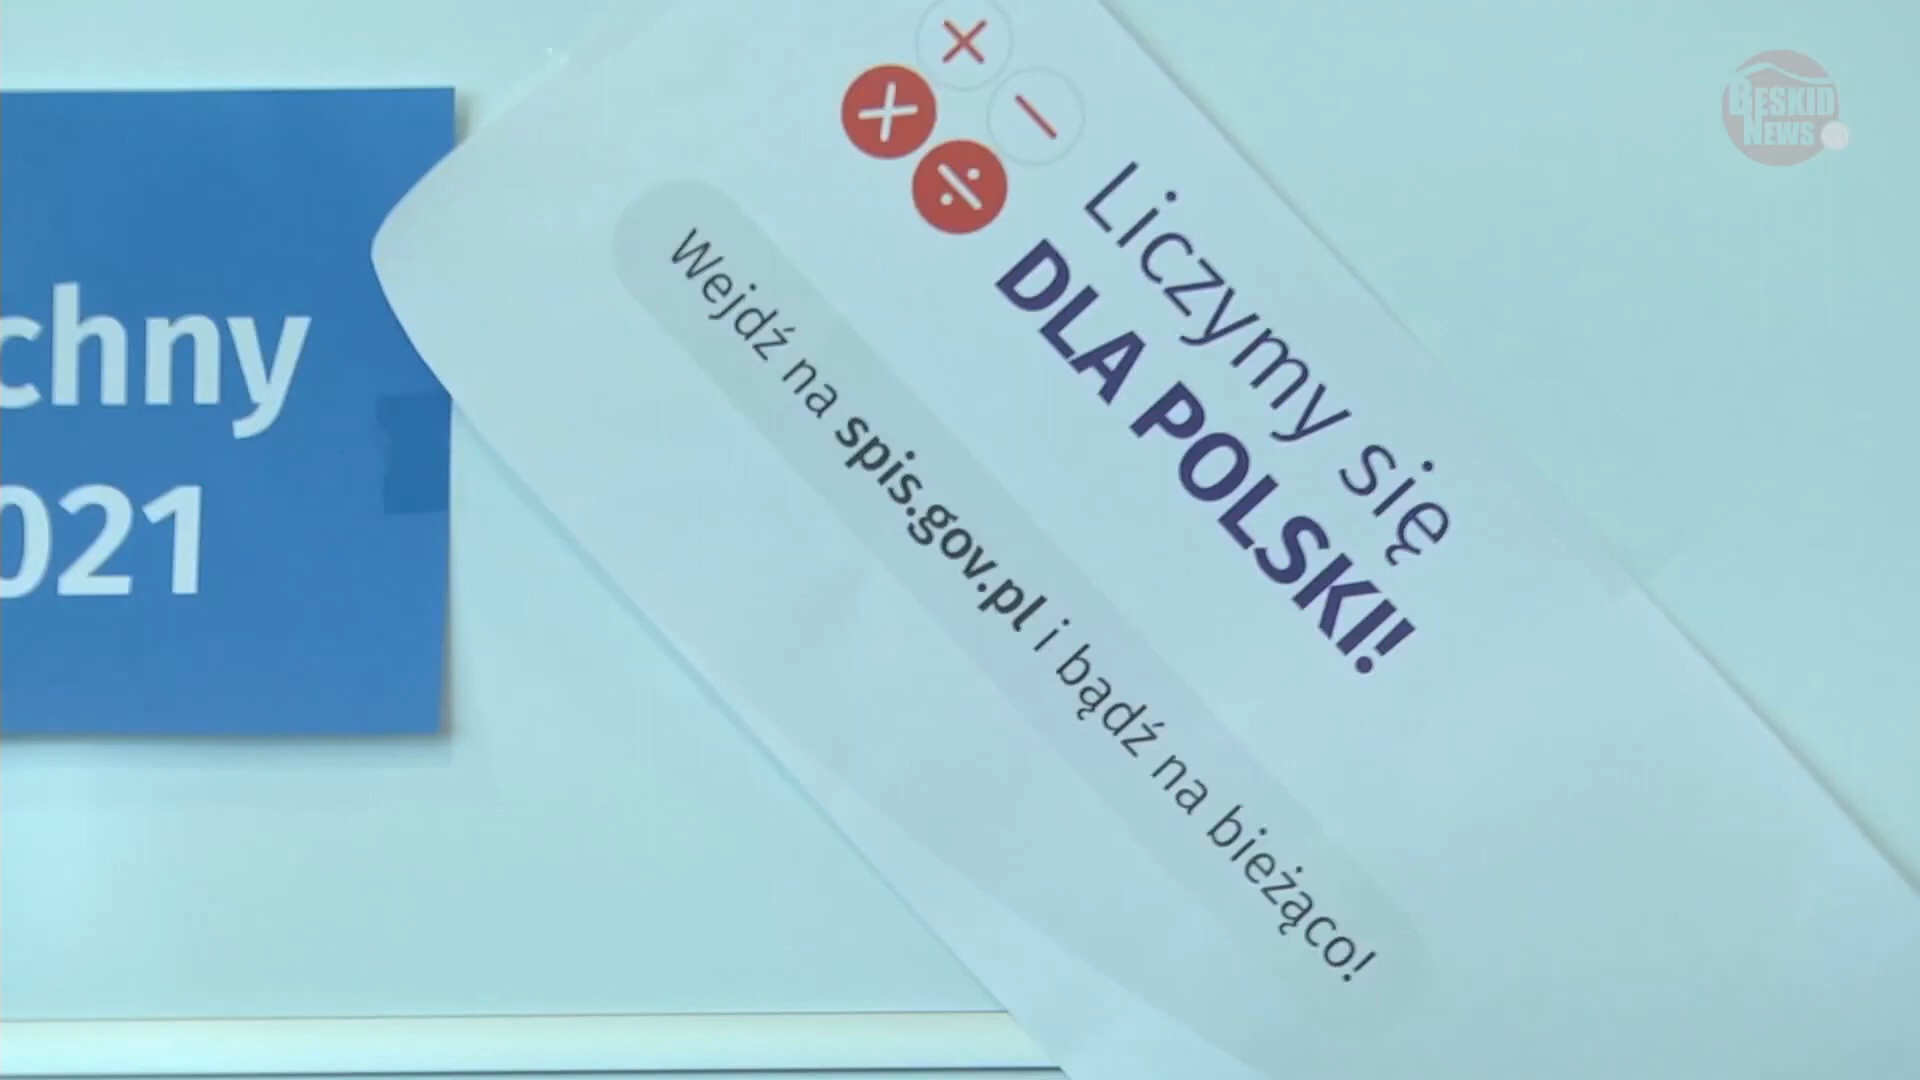 chny
021
Liczymy się
DLA POLSKI!
Wejdź na spis.gov.pl i bądź na bieżąco!
BESKID
NEWS